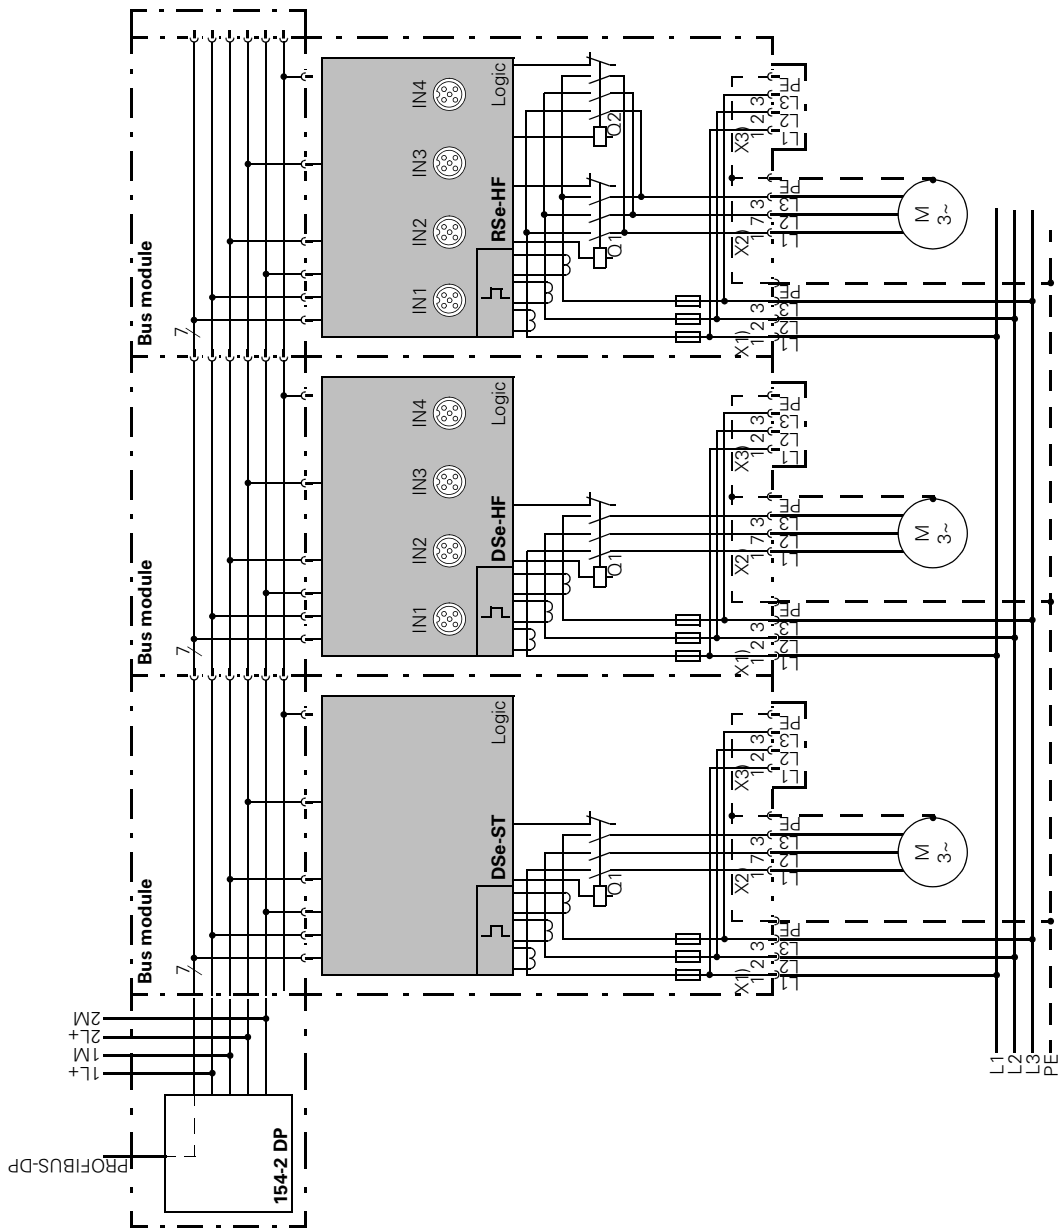 Bus module
IN4
IN3
IN2
IN1
Logic
RSe-HF
Q2
Q1
7
X3)
1 2 3
L1
L2
L3
PE
X2)
1 7 3
L1
L2
L3
PE
X1)
1 2 3
L1
L2
L3
PE
M
3~
Bus module
IN4
IN3
IN2
IN1
Logic
DSe-HF
Q1
7
X3)
1 2 3
L1
L2
L3
PE
X2)
1 7 3
L1
L2
L3
PE
X1)
1 2 3
L1
L2
L3
PE
M
3~
Bus module
Logic
DSe-ST
Q1
7
X3)
1 2 3
L1
L2
L3
PE
X2)
1 7 3
L1
L2
L3
PE
X1)
1 2 3
L1
L2
L3
PE
M
3~
2M
2L+
1M
1L+
PROFIBUS-DP
154-2 DP
L1
L2
L3
PE